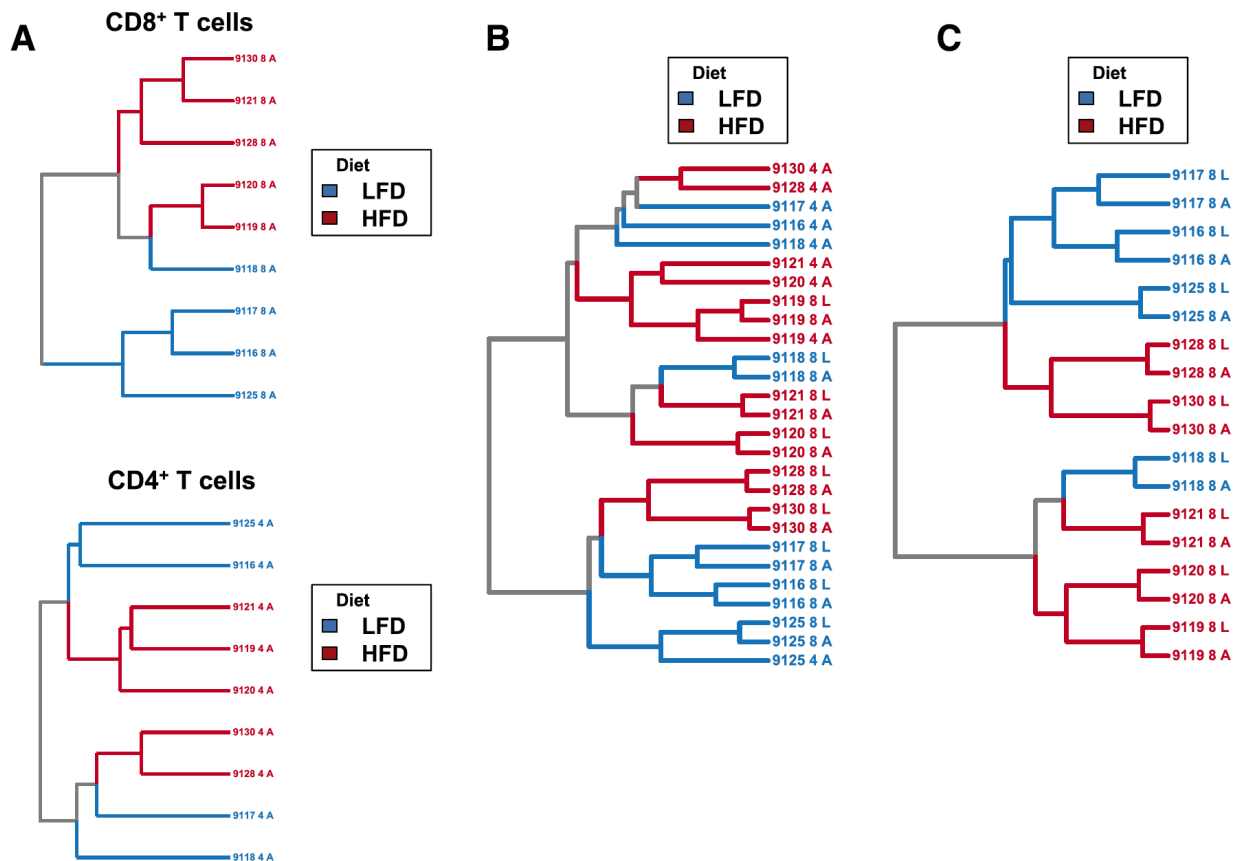 A
CD8+ T cells
9130 8 A
9121 8 A
9128 8 A
9120 8 A
9119 8 A
9118 8 A
9117 8 A
9116 8 A
9125 8 A
Diet
LFD
HFD
CD4+ T cells
9125 4 A
9116 4 A
9121 4 A
9119 4 A
9120 4 A
9130 4 A
9128 4 A
9117 4 A
9118 4 A
Diet
LFD
HFD
B
Diet
LFD
HFD
9130 4 A
9128 4 A
9117 4 A
9116 4 A
9118 4 A
9121 4 A
9120 4 A
9119 8 L
9119 8 A
9119 4 A
9118 8 L
9118 8 A
9121 8 L
9121 8 A
9120 8 L
9120 8 A
9128 8 L
9128 8 A
9130 8 L
9130 8 A
9117 8 L
9117 8 A
9116 8 L
9116 8 A
9125 8 L
9125 8 A
9125 4 A
C
Diet
LFD
HFD
9117 8 L
9117 8 A
9116 8 L
9116 8 A
9125 8 L
9125 8 A
9128 8 L
9128 8 A
9130 8 L
9130 8 A
9118 8 L
9118 8 A
9121 8 L
9121 8 A
9120 8 L
9120 8 A
9119 8 L
9119 8 A